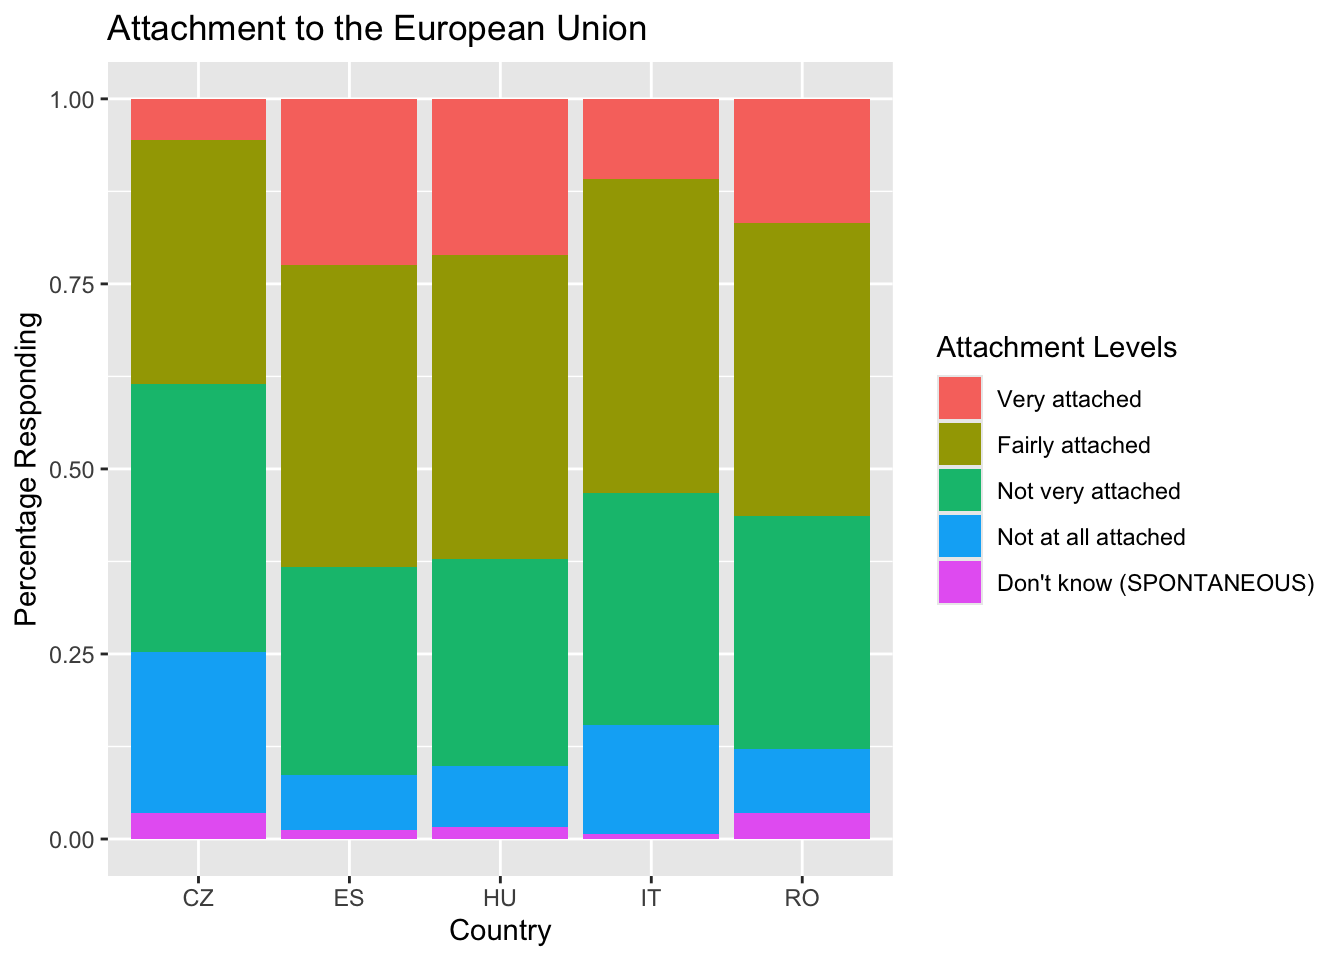 Attachment to the European Union
Percentage Responding
1.00
0.75
0.50
0.25
0.00
CZ ES HU IT RO
Country
Attachment Levels
Very attached
Fairly attached
Not very attached
Not at all attached
Don't know (SPONTANEOUS)